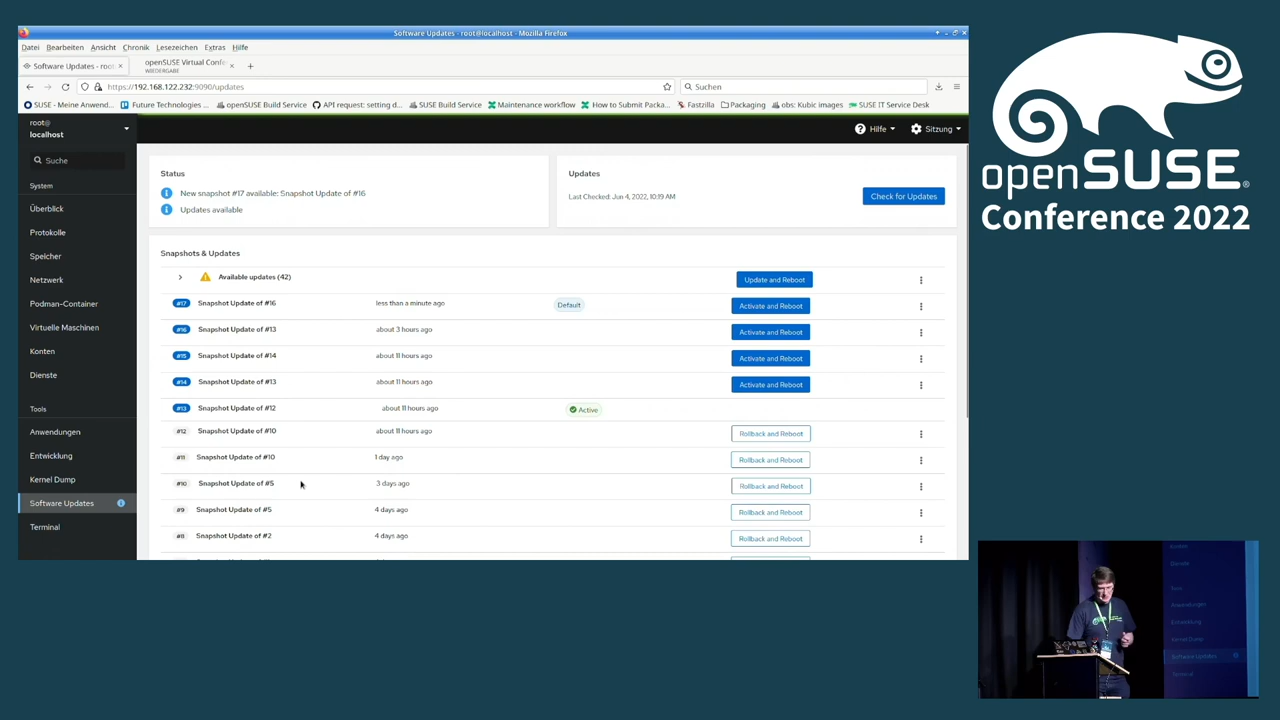 Software Updates - root@localhost - Mozilla Firefox
Datei Bearbeiten Ansicht Chronik Lesezeichen Extras Hilfe
Software Updates - root
openSUSE Virtual Confe
WIEDERGABE
https://192.168.122.232:9090/updates
Suchen
SUSE - Meine Anwend... Future Technologies ... openSUSE Build Service API request: setting d... SUSE Build Service Maintenance workflow How to Submit Packa... Fastzilla Packaging obs: Kubic images SUSE IT Service Desk
root@
localhost
Hilfe
Sitzung
Suche
System
Überblick
Protokolle
Speicher
Netzwerk
Podman-Container
Virtuelle Maschinen
Konten
Dienste
Tools
Anwendungen
Entwicklung
Kernel Dump
Software Updates
Terminal
Status
New snapshot #17 available: Snapshot Update of #16
Updates available
Updates
Last Checked: Jun 4, 2022, 10:19 AM
Check for Updates
Snapshots & Updates
Available updates (42) Update and Reboot
#17 Snapshot Update of #16 less than a minute ago Default Activate and Reboot
#16 Snapshot Update of #13 about 3 hours ago Activate and Reboot
#15 Snapshot Update of #14 about 11 hours ago Activate and Reboot
#14 Snapshot Update of #13 about 11 hours ago Activate and Reboot
#13 Snapshot Update of #12 about 11 hours ago Active
#12 Snapshot Update of #10 about 11 hours ago Rollback and Reboot
#11 Snapshot Update of #10 1 day ago Rollback and Reboot
#10 Snapshot Update of #5 3 days ago Rollback and Reboot
#9 Snapshot Update of #5 4 days ago Rollback and Reboot
#8 Snapshot Update of #2 4 days ago Rollback and Reboot
openSUSE®
Conference 2022
Konten
Dienste
Tools
Anwendungen
Entwicklung
Kernel Dump
Software Updates
Terminal